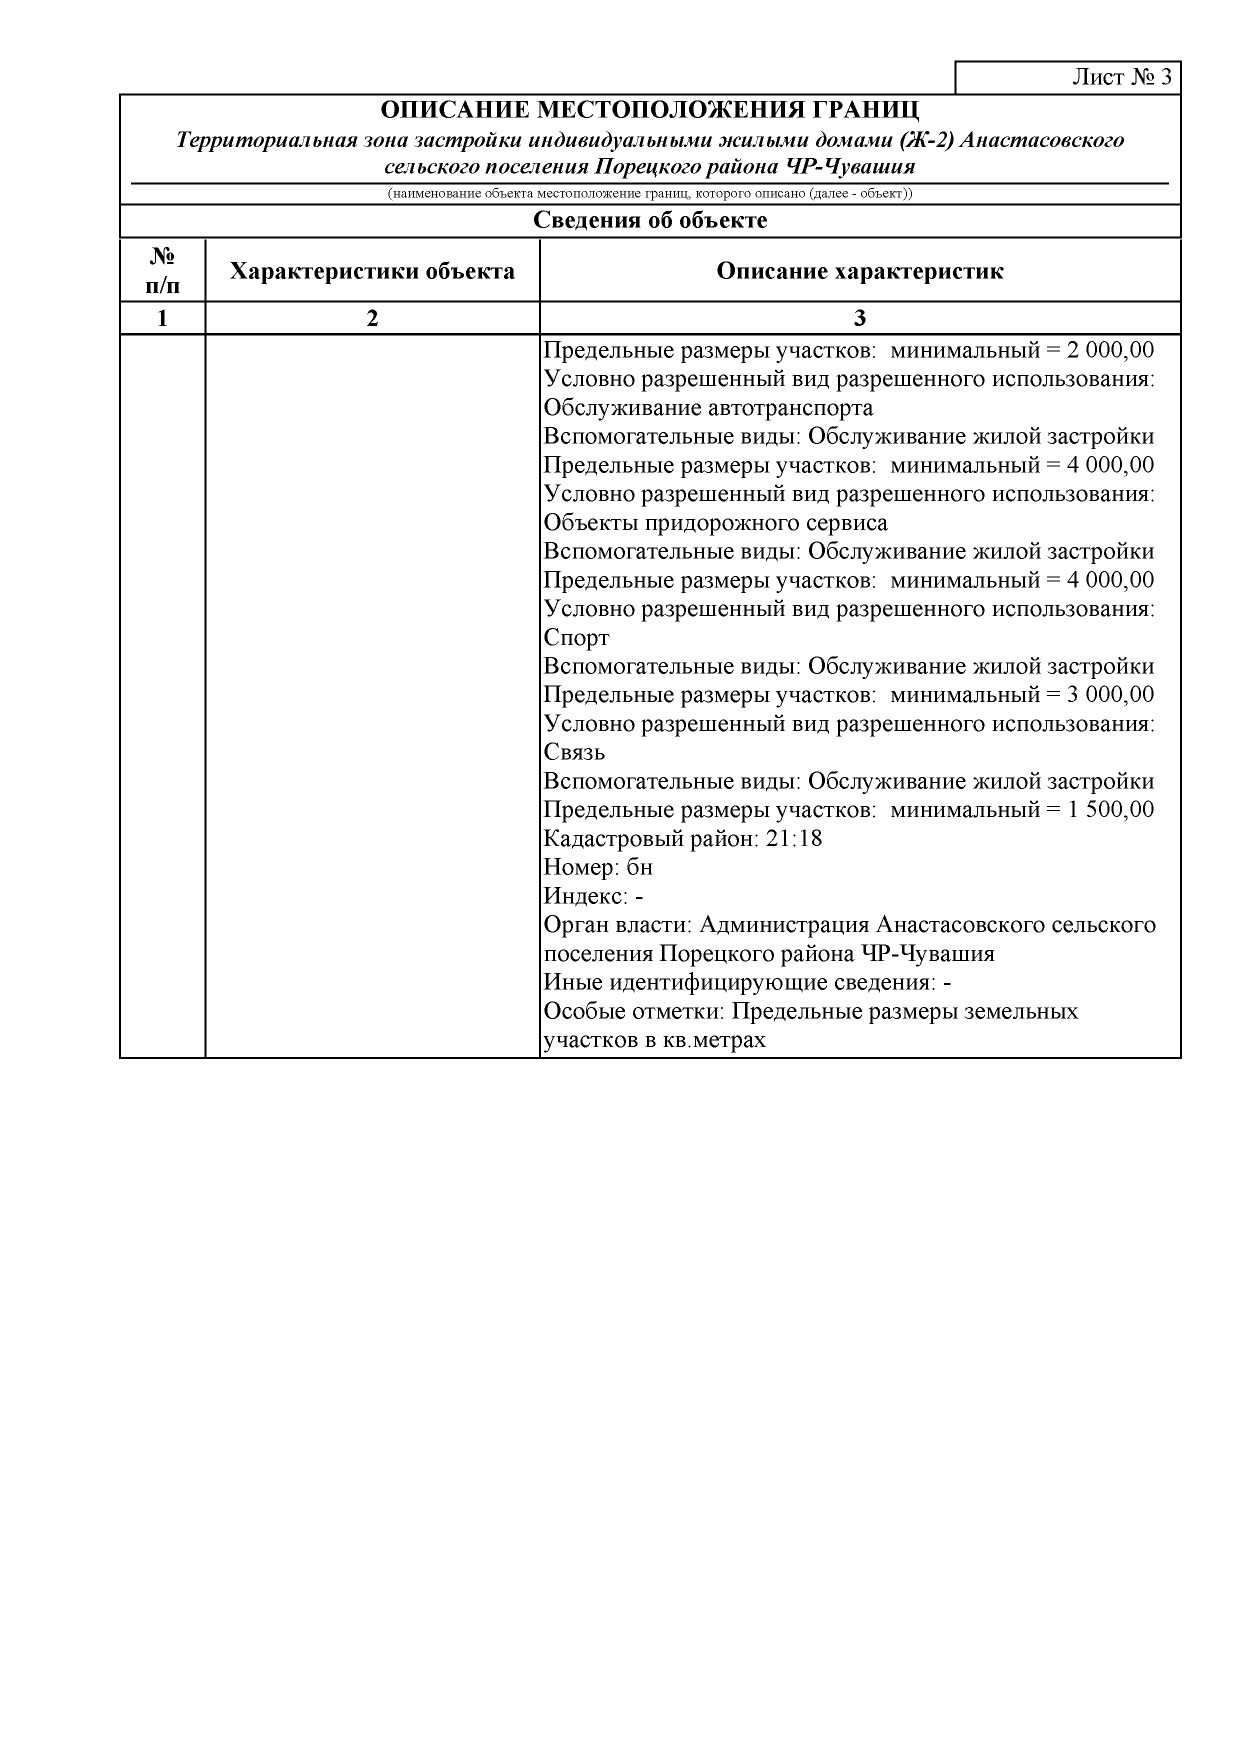 Лист № 3
ОПИСАНИЕ МЕСТОПОЛОЖЕНИЯ ГРАНИЦ
Территориальная зона застройки индивидуальными жилыми домами (Ж-2) Анастасовского
сельского поселения Порецкого района ЧР-Чувашия
(наименование объекта местоположение границ, которого описано (далее - объект))
Сведения об объекте
№
п/п
Характеристики объекта
Описание характеристик
1
2
3
Предельные размеры участков:  минимальный = 2 000,00
Условно разрешенный вид разрешенного использования:
Обслуживание автотранспорта
Вспомогательные виды: Обслуживание жилой застройки
Предельные размеры участков:  минимальный = 4 000,00
Условно разрешенный вид разрешенного использования:
Объекты придорожного сервиса
Вспомогательные виды: Обслуживание жилой застройки
Предельные размеры участков:  минимальный = 4 000,00
Условно разрешенный вид разрешенного использования:
Спорт
Вспомогательные виды: Обслуживание жилой застройки
Предельные размеры участков:  минимальный = 3 000,00
Условно разрешенный вид разрешенного использования:
Связь
Вспомогательные виды: Обслуживание жилой застройки
Предельные размеры участков:  минимальный = 1 500,00
Кадастровый район: 21:18
Номер: бн
Индекс: -
Орган власти: Администрация Анастасовского сельского
поселения Порецкого района ЧР-Чувашия
Иные идентифицирующие сведения: -
Особые отметки: Предельные размеры земельных
участков в кв.метрах